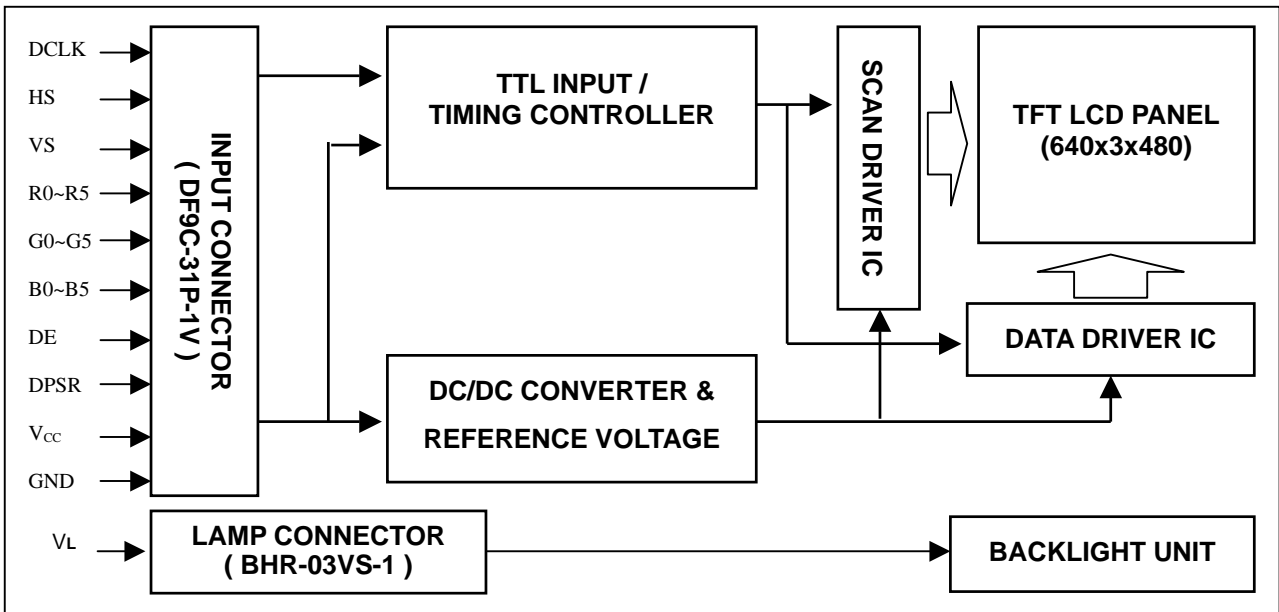 DCLK
HS
VS
R0~R5
G0~G5
B0~B5
DE
DPSR
VCC
GND
VL
INPUT CONNECTOR
( DF9C-31P-1V )
TTL INPUT /
TIMING CONTROLLER
SCAN DRIVER IC
TFT LCD PANEL
(640x3x480)
DATA DRIVER IC
DC/DC CONVERTER &
REFERENCE VOLTAGE
LAMP CONNECTOR
( BHR-03VS-1 )
BACKLIGHT UNIT